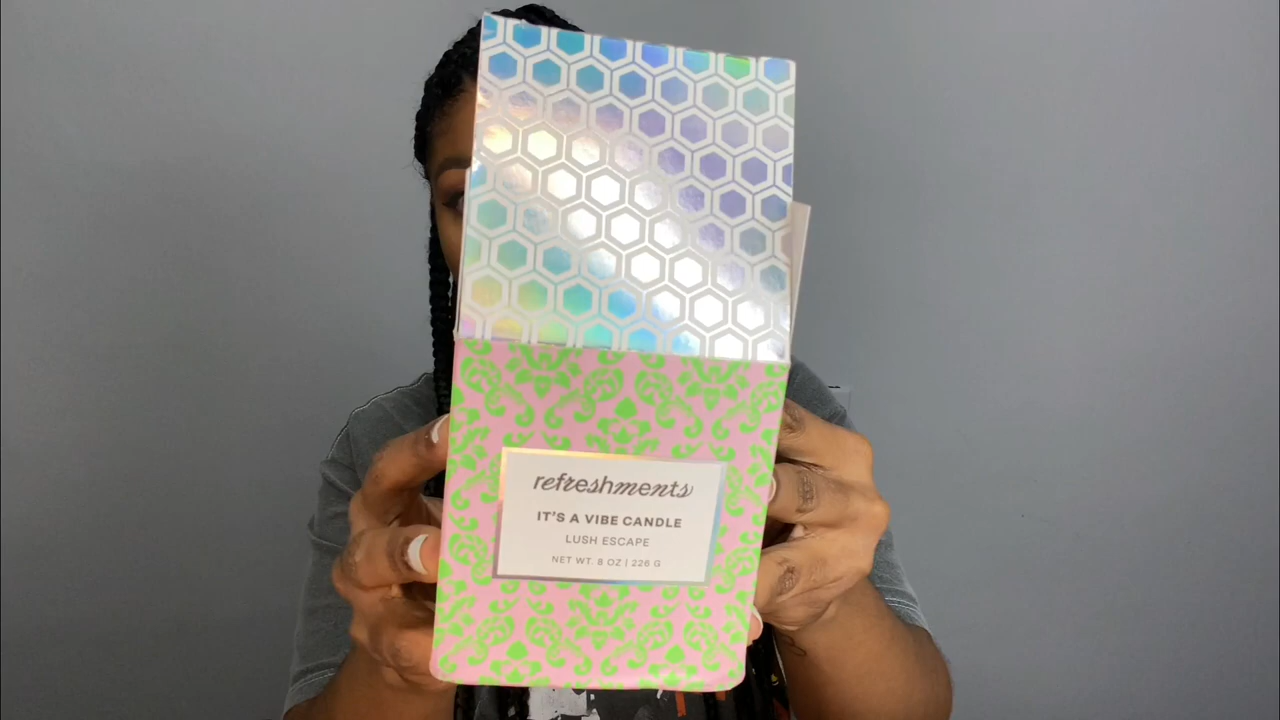 refreshments
IT'S A VIBE CANDLE
LUSH ESCAPE
NET WT. 8 OZ | 226 G